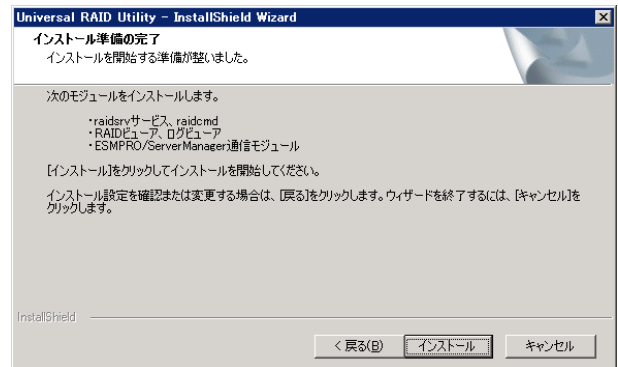 Universal RAID Utility - InstallShield Wizard
インストール準備の完了
インストールを開始する準備が整いました。
次のモジュールをインストールします。
・raidsrvサービス、raidcmd
・RAIDビューア、ログビューア
・ESMPRO/ServerManager通信モジュール
[インストール]をクリックしてインストールを開始してください。
インストール設定を確認または変更する場合は、[戻る]をクリックします。ウィザードを終了するには、[キャンセル]を
クリックします。
InstallShield
< 戻る(B) インストール キャンセル